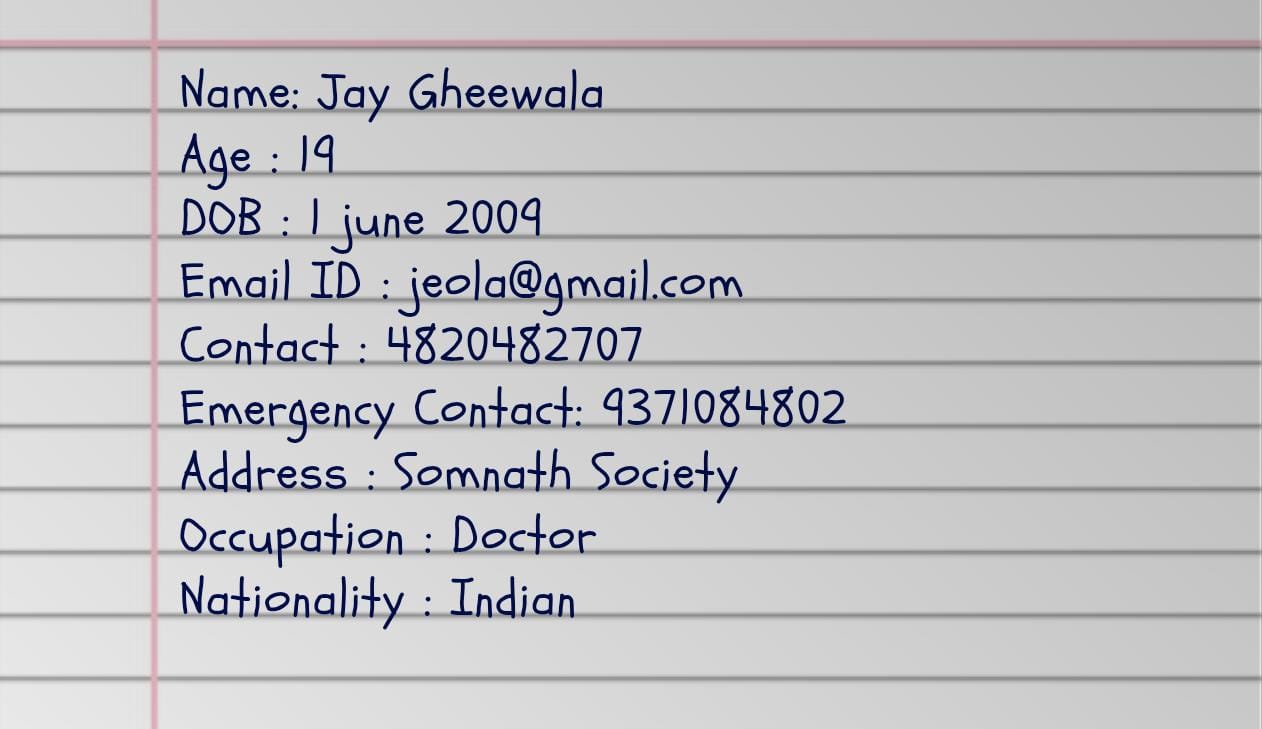 Name: Jay Gheewala
Age : 19
DOB : 1 june 2009
Email ID : jeola@gmail.com
Contact : 4820482707
Emergency Contact: 9371084802
Address : Somnath Society
Occupation : Doctor
Nationality : Indian